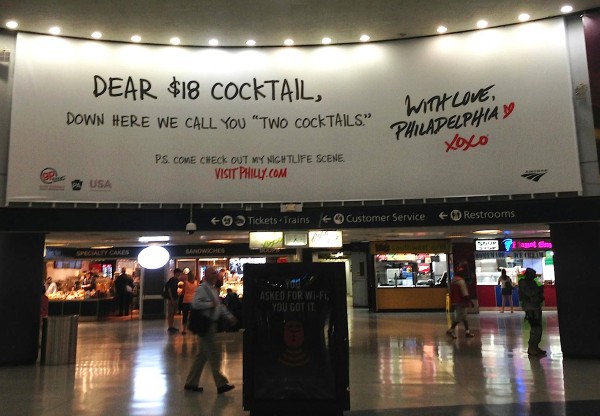 DEAR $18 COCKTAIL,
DOWN HERE WE CALL YOU "TWO COCKTAILS."
P.S. COME CHECK OUT MY NIGHTLIFE SCENE.
VISITPHILLY.COM
WITH LOVE,
PHILADELPHIA
XOXO
USA
AMTRAK
← Tickets · Trains ← Customer Service ← Restrooms
SPECIALTY CAKES
SANDWICHES
YOU
ASKED FOR WI-FI,
YOU GOT IT.